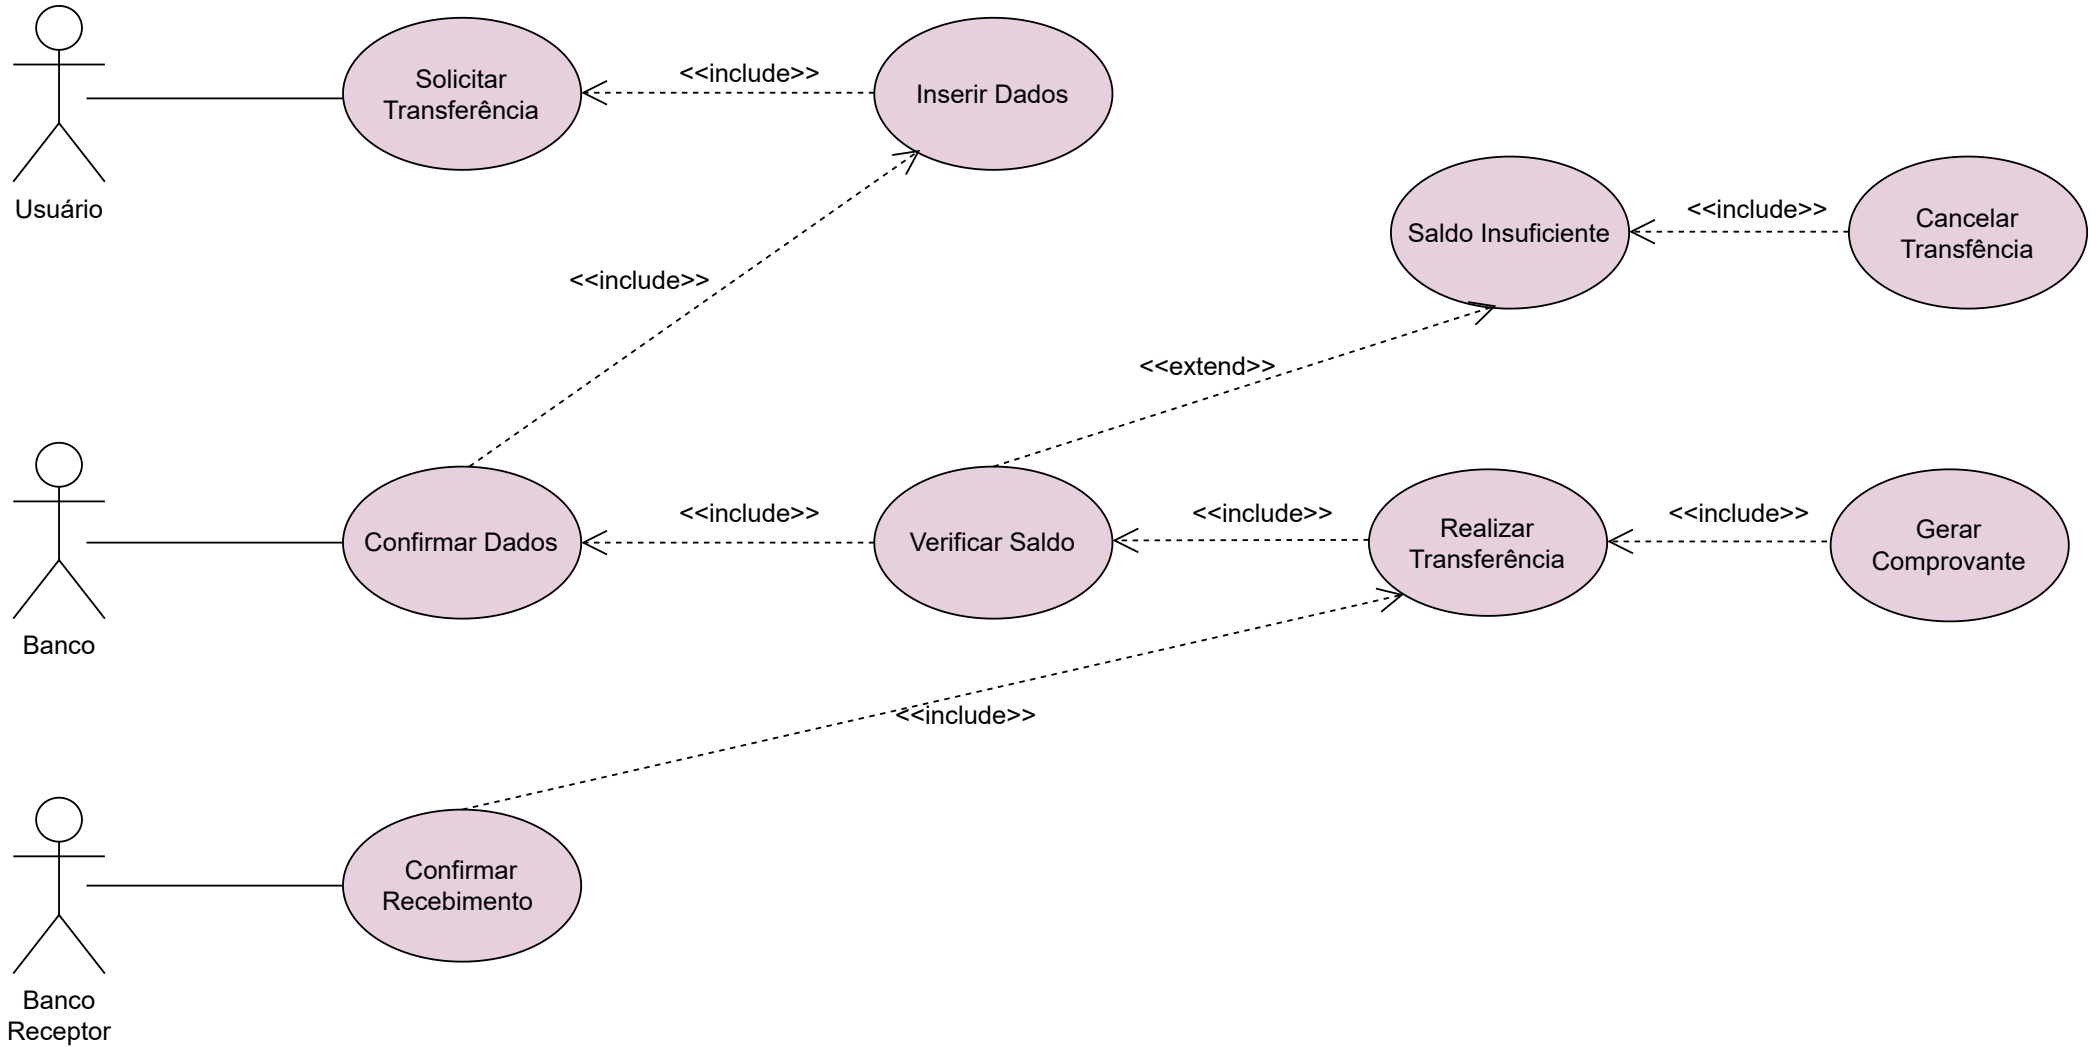 Solicitar
Transferência
<<include>>
Inserir Dados
Usuário
Saldo Insuficiente
<<include>>
Cancelar
Transfência
<<include>>
<<extend>>
Confirmar Dados
<<include>>
Verificar Saldo
<<include>>
Realizar
Transferência
<<include>>
Gerar
Comprovante
Banco
<<include>>
Confirmar
Recebimento
Banco
Receptor